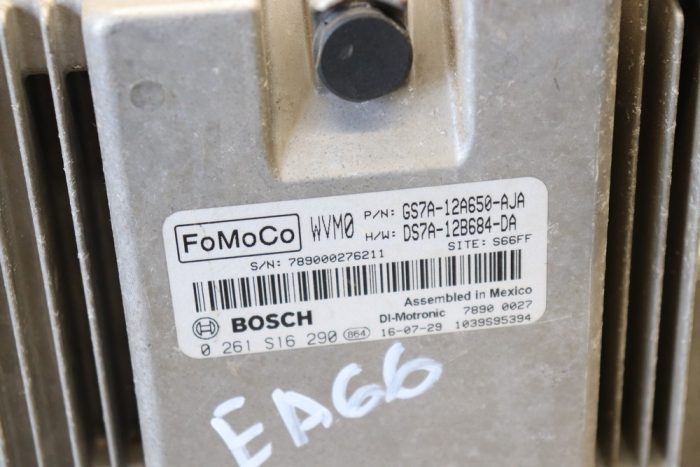 FoMoCo WVM0 P/N: GS7A-12A650-AJA
H/W: DS7A-12B684-DA
S/N: 789000276211 SITE: S66FF
Assembled in Mexico
BOSCH DI-Motronic 7890 0027
0 261 S16 290 864 16-07-29 1039S95394
EA66